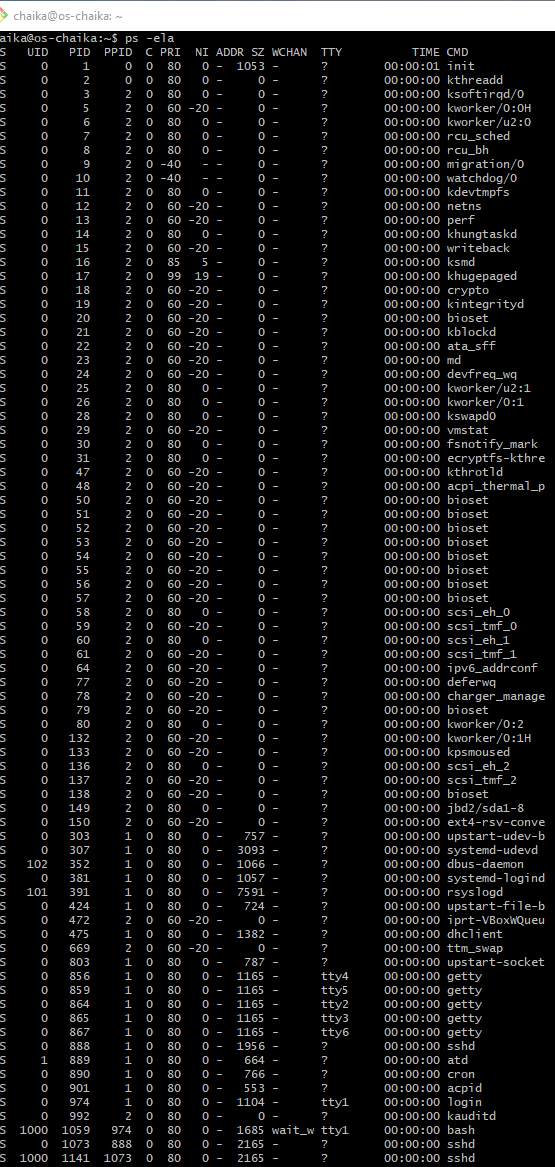 chaika@os-chaika: ~
aika@os-chaika:~$ ps -ela
S UID PID PPID C PRI NI ADDR SZ WCHAN TTY TIME CMD
S 0 1 0 0 80 0 - 1053 - ? 00:00:01 init
S 0 2 0 0 80 0 - 0 - ? 00:00:00 kthreadd
S 0 3 2 0 80 0 - 0 - ? 00:00:00 ksoftirqd/0
S 0 5 2 0 60 -20 - 0 - ? 00:00:00 kworker/0:0H
S 0 6 2 0 80 0 - 0 - ? 00:00:00 kworker/u2:0
S 0 7 2 0 80 0 - 0 - ? 00:00:00 rcu_sched
S 0 8 2 0 80 0 - 0 - ? 00:00:00 rcu_bh
S 0 9 2 0 -40 - - 0 - ? 00:00:00 migration/0
S 0 10 2 0 -40 - - 0 - ? 00:00:00 watchdog/0
S 0 11 2 0 80 0 - 0 - ? 00:00:00 kdevtmpfs
S 0 12 2 0 60 -20 - 0 - ? 00:00:00 netns
S 0 13 2 0 60 -20 - 0 - ? 00:00:00 perf
S 0 14 2 0 80 0 - 0 - ? 00:00:00 khungtaskd
S 0 15 2 0 60 -20 - 0 - ? 00:00:00 writeback
S 0 16 2 0 85 5 - 0 - ? 00:00:00 ksmd
S 0 17 2 0 99 19 - 0 - ? 00:00:00 khugepaged
S 0 18 2 0 60 -20 - 0 - ? 00:00:00 crypto
S 0 19 2 0 60 -20 - 0 - ? 00:00:00 kintegrityd
S 0 20 2 0 60 -20 - 0 - ? 00:00:00 bioset
S 0 21 2 0 60 -20 - 0 - ? 00:00:00 kblockd
S 0 22 2 0 60 -20 - 0 - ? 00:00:00 ata_sff
S 0 23 2 0 60 -20 - 0 - ? 00:00:00 md
S 0 24 2 0 60 -20 - 0 - ? 00:00:00 devfreq_wq
S 0 25 2 0 80 0 - 0 - ? 00:00:00 kworker/u2:1
S 0 26 2 0 80 0 - 0 - ? 00:00:00 kworker/0:1
S 0 28 2 0 80 0 - 0 - ? 00:00:00 kswapd0
S 0 29 2 0 60 -20 - 0 - ? 00:00:00 vmstat
S 0 30 2 0 80 0 - 0 - ? 00:00:00 fsnotify_mark
S 0 31 2 0 80 0 - 0 - ? 00:00:00 ecryptfs-kthre
S 0 47 2 0 60 -20 - 0 - ? 00:00:00 kthrotld
S 0 48 2 0 60 -20 - 0 - ? 00:00:00 acpi_thermal_p
S 0 50 2 0 60 -20 - 0 - ? 00:00:00 bioset
S 0 51 2 0 60 -20 - 0 - ? 00:00:00 bioset
S 0 52 2 0 60 -20 - 0 - ? 00:00:00 bioset
S 0 53 2 0 60 -20 - 0 - ? 00:00:00 bioset
S 0 54 2 0 60 -20 - 0 - ? 00:00:00 bioset
S 0 55 2 0 60 -20 - 0 - ? 00:00:00 bioset
S 0 56 2 0 60 -20 - 0 - ? 00:00:00 bioset
S 0 57 2 0 60 -20 - 0 - ? 00:00:00 bioset
S 0 58 2 0 80 0 - 0 - ? 00:00:00 scsi_eh_0
S 0 59 2 0 60 -20 - 0 - ? 00:00:00 scsi_tmf_0
S 0 60 2 0 80 0 - 0 - ? 00:00:00 scsi_eh_1
S 0 61 2 0 60 -20 - 0 - ? 00:00:00 scsi_tmf_1
S 0 64 2 0 60 -20 - 0 - ? 00:00:00 ipv6_addrconf
S 0 77 2 0 60 -20 - 0 - ? 00:00:00 deferwq
S 0 78 2 0 60 -20 - 0 - ? 00:00:00 charger_manage
S 0 79 2 0 60 -20 - 0 - ? 00:00:00 bioset
S 0 80 2 0 80 0 - 0 - ? 00:00:00 kworker/0:2
S 0 132 2 0 60 -20 - 0 - ? 00:00:00 kworker/0:1H
S 0 133 2 0 60 -20 - 0 - ? 00:00:00 kpsmoused
S 0 136 2 0 80 0 - 0 - ? 00:00:00 scsi_eh_2
S 0 137 2 0 60 -20 - 0 - ? 00:00:00 scsi_tmf_2
S 0 138 2 0 60 -20 - 0 - ? 00:00:00 bioset
S 0 149 2 0 80 0 - 0 - ? 00:00:00 jbd2/sda1-8
S 0 150 2 0 60 -20 - 0 - ? 00:00:00 ext4-rsv-conve
S 0 303 1 0 80 0 - 757 - ? 00:00:00 upstart-udev-b
S 0 307 1 0 80 0 - 3093 - ? 00:00:00 systemd-udevd
S 102 352 1 0 80 0 - 1066 - ? 00:00:00 dbus-daemon
S 0 381 1 0 80 0 - 1057 - ? 00:00:00 systemd-logind
S 101 391 1 0 80 0 - 7591 - ? 00:00:00 rsyslogd
S 0 424 1 0 80 0 - 724 - ? 00:00:00 upstart-file-b
S 0 472 2 0 60 -20 - 0 - ? 00:00:00 iprt-VBoxWQueu
S 0 475 1 0 80 0 - 1382 - ? 00:00:00 dhclient
S 0 669 2 0 60 -20 - 0 - ? 00:00:00 ttm_swap
S 0 803 1 0 80 0 - 787 - ? 00:00:00 upstart-socket
S 0 856 1 0 80 0 - 1165 - tty4 00:00:00 getty
S 0 859 1 0 80 0 - 1165 - tty5 00:00:00 getty
S 0 864 1 0 80 0 - 1165 - tty2 00:00:00 getty
S 0 865 1 0 80 0 - 1165 - tty3 00:00:00 getty
S 0 867 1 0 80 0 - 1165 - tty6 00:00:00 getty
S 0 888 1 0 80 0 - 1956 - ? 00:00:00 sshd
S 1 889 1 0 80 0 - 664 - ? 00:00:00 atd
S 0 890 1 0 80 0 - 766 - ? 00:00:00 cron
S 0 901 1 0 80 0 - 553 - ? 00:00:00 acpid
S 0 974 1 0 80 0 - 1104 - tty1 00:00:00 login
S 0 992 2 0 80 0 - 0 - ? 00:00:00 kauditd
S 1000 1059 974 0 80 0 - 1685 wait_w tty1 00:00:00 bash
S 0 1073 888 0 80 0 - 2165 - ? 00:00:00 sshd
S 1000 1141 1073 0 80 0 - 2165 - ? 00:00:00 sshd